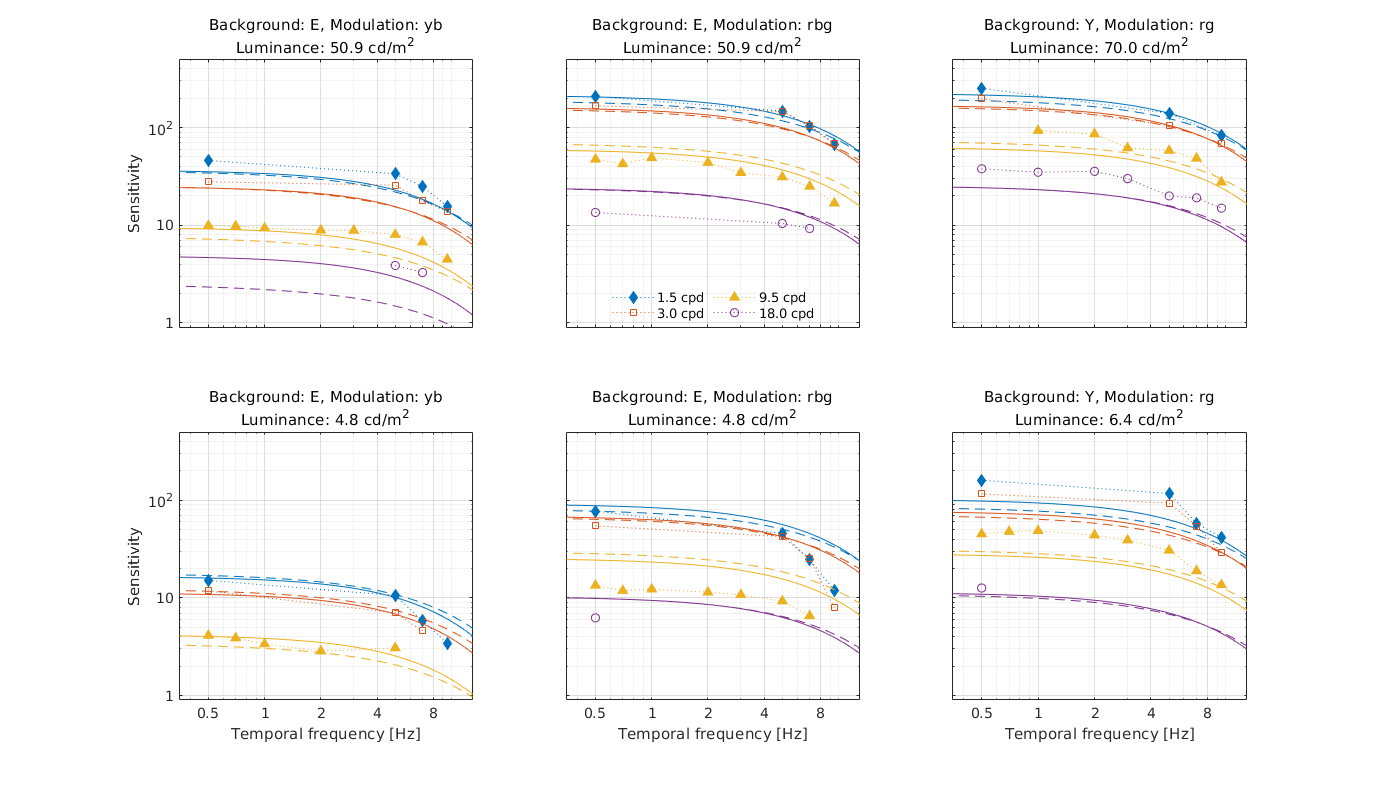 Background: E, Modulation: yb
Luminance: 50.9 cd/m²
Background: E, Modulation: rbg
Luminance: 50.9 cd/m²
Background: Y, Modulation: rg
Luminance: 70.0 cd/m²
Sensitivity
10²
10
1
1.5 cpd
3.0 cpd
9.5 cpd
18.0 cpd
Background: E, Modulation: yb
Luminance: 4.8 cd/m²
Background: E, Modulation: rbg
Luminance: 4.8 cd/m²
Background: Y, Modulation: rg
Luminance: 6.4 cd/m²
Sensitivity
10²
10
1
0.5 1 2 4 8
Temporal frequency [Hz]
0.5 1 2 4 8
Temporal frequency [Hz]
0.5 1 2 4 8
Temporal frequency [Hz]